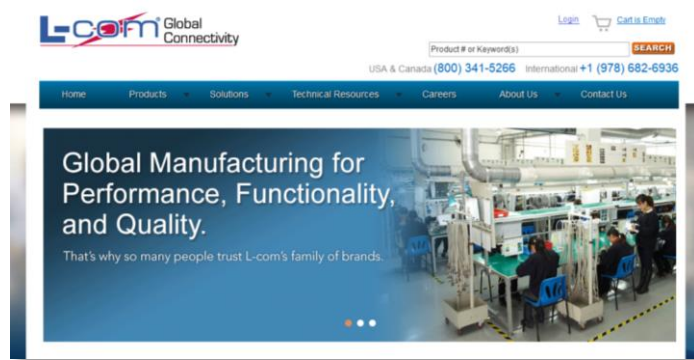 L-com Global
Connectivity
Login Cart is Empty
Product # or Keyword(s) SEARCH
USA & Canada (800) 341-5266 International +1 (978) 682-6936
Home Products Solutions Technical Resources Careers About Us Contact Us
Global Manufacturing for
Performance, Functionality,
and Quality.
That's why so many people trust L-com's family of brands.